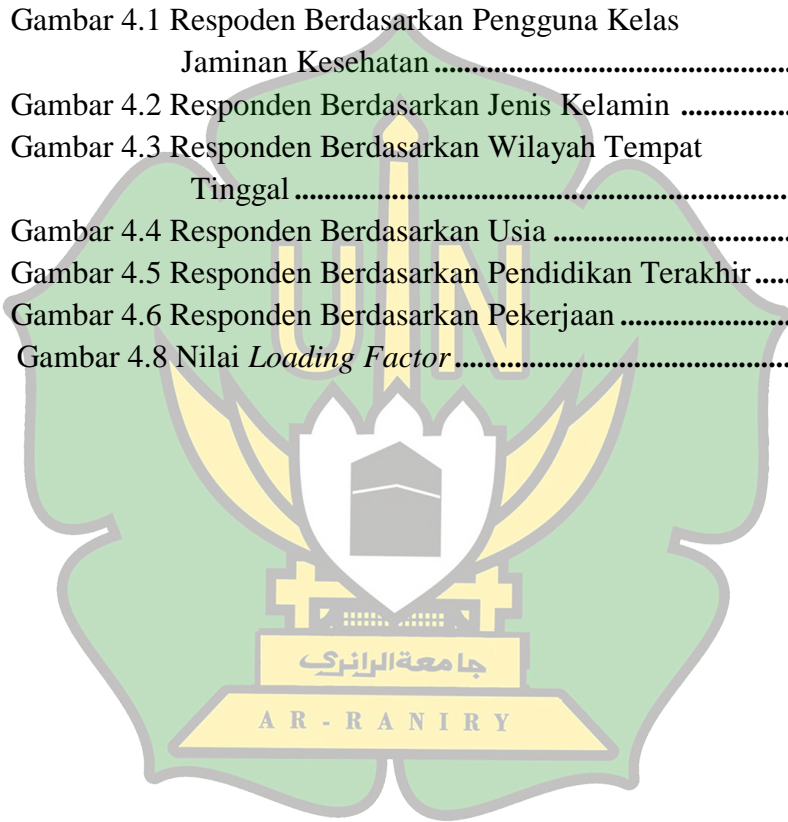 Gambar 4.1 Respoden Berdasarkan Pengguna Kelas
Jaminan Kesehatan ..........................................
Gambar 4.2 Responden Berdasarkan Jenis Kelamin .............
Gambar 4.3 Responden Berdasarkan Wilayah Tempat
Tinggal ...........................................................
Gambar 4.4 Responden Berdasarkan Usia ............................
Gambar 4.5 Responden Berdasarkan Pendidikan Terakhir .....
Gambar 4.6 Responden Berdasarkan Pekerjaan ....................
Gambar 4.8 Nilai Loading Factor ........................................
UIN
جامعةالرانري
AR-RANIRY